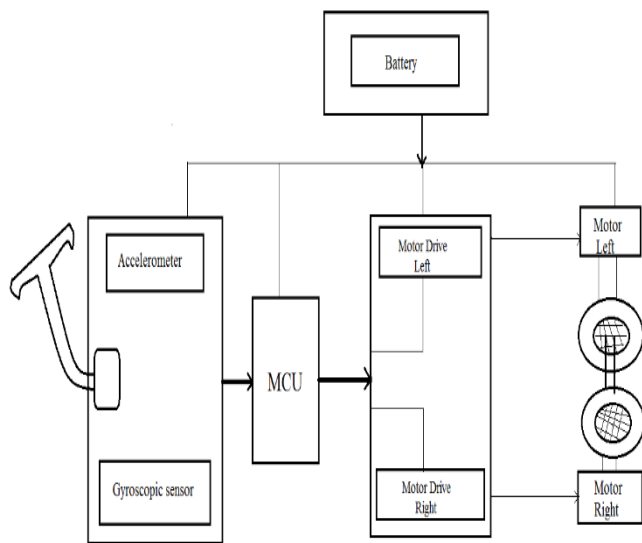 Battery
Accelerometer
Gyroscopic sensor
MCU
Motor Drive
Left
Motor Drive
Right
Motor
Left
Motor
Right